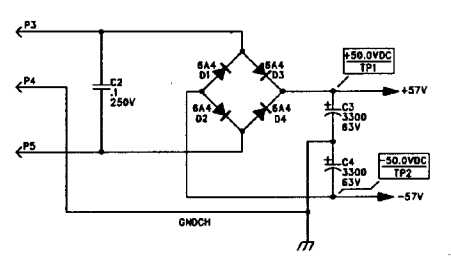 P3
P4
P5
C2
.1
250V
6A4
D1
6A4
D3
6A4
D2
6A4
D4
+50.0VDC
TP1
+57V
C3
3300
63V
C4
3300
63V
-50.0VDC
TP2
-57V
GNDCH